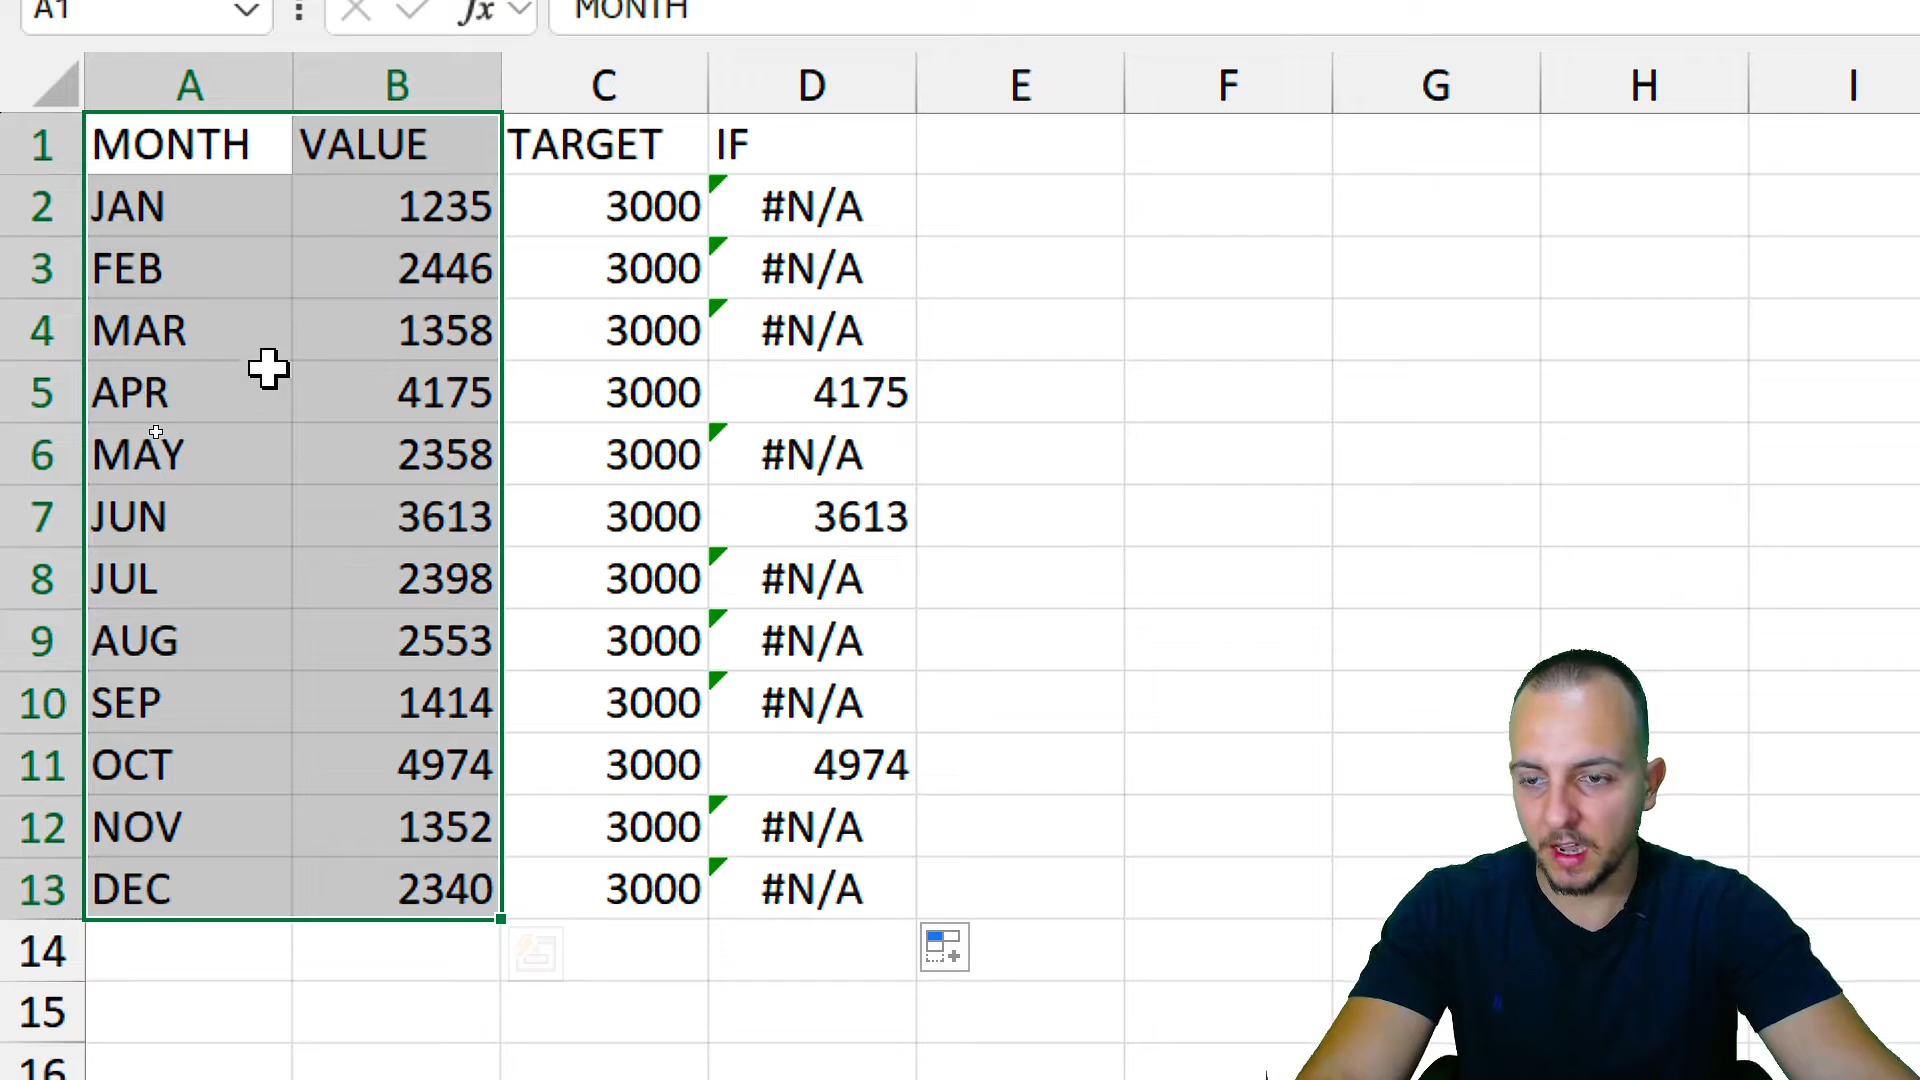 A1 fx MONTH
A B C D E F G H I
1 MONTH VALUE TARGET IF
2 JAN 1235 3000 #N/A
3 FEB 2446 3000 #N/A
4 MAR 1358 3000 #N/A
5 APR 4175 3000 4175
6 MAY 2358 3000 #N/A
7 JUN 3613 3000 3613
8 JUL 2398 3000 #N/A
9 AUG 2553 3000 #N/A
10 SEP 1414 3000 #N/A
11 OCT 4974 3000 4974
12 NOV 1352 3000 #N/A
13 DEC 2340 3000 #N/A
14
15
16